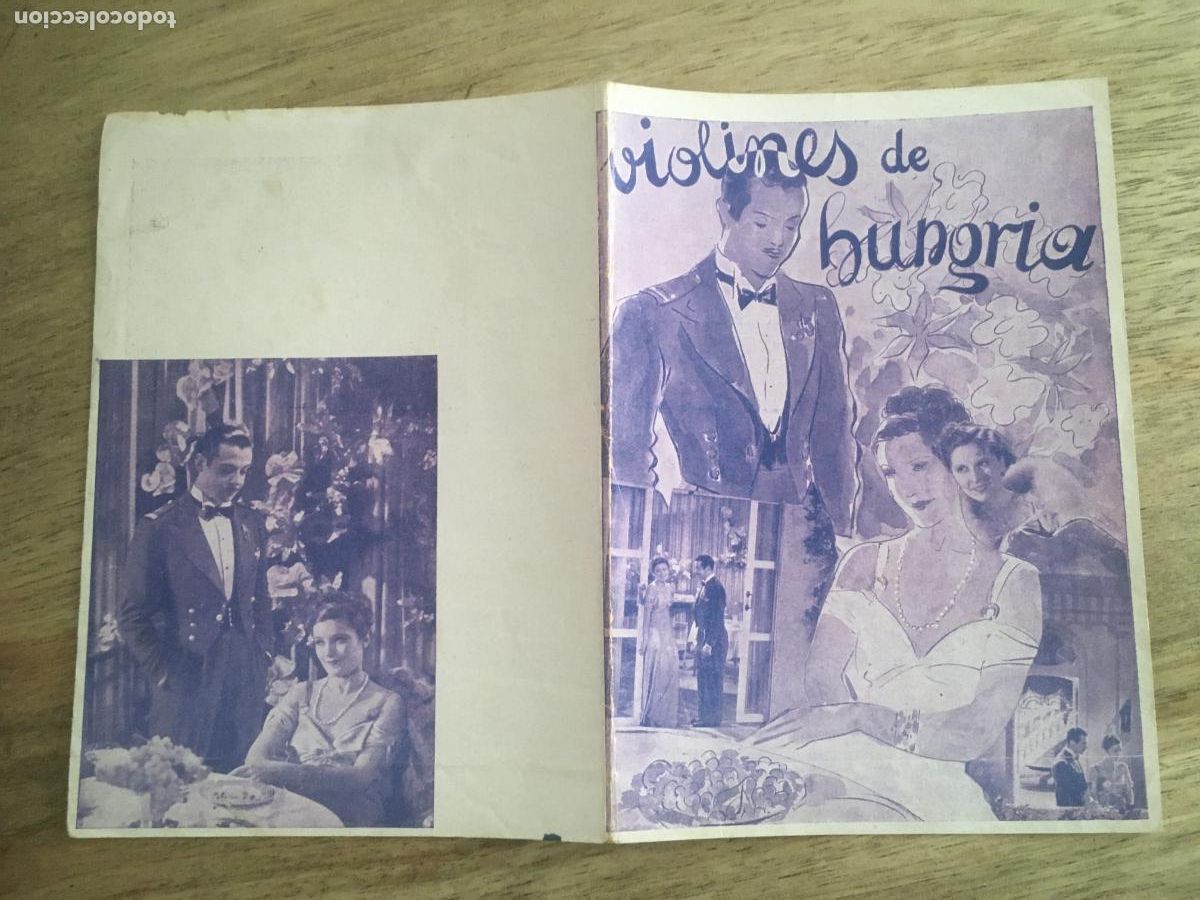 todocoleccion
violines de
hungria